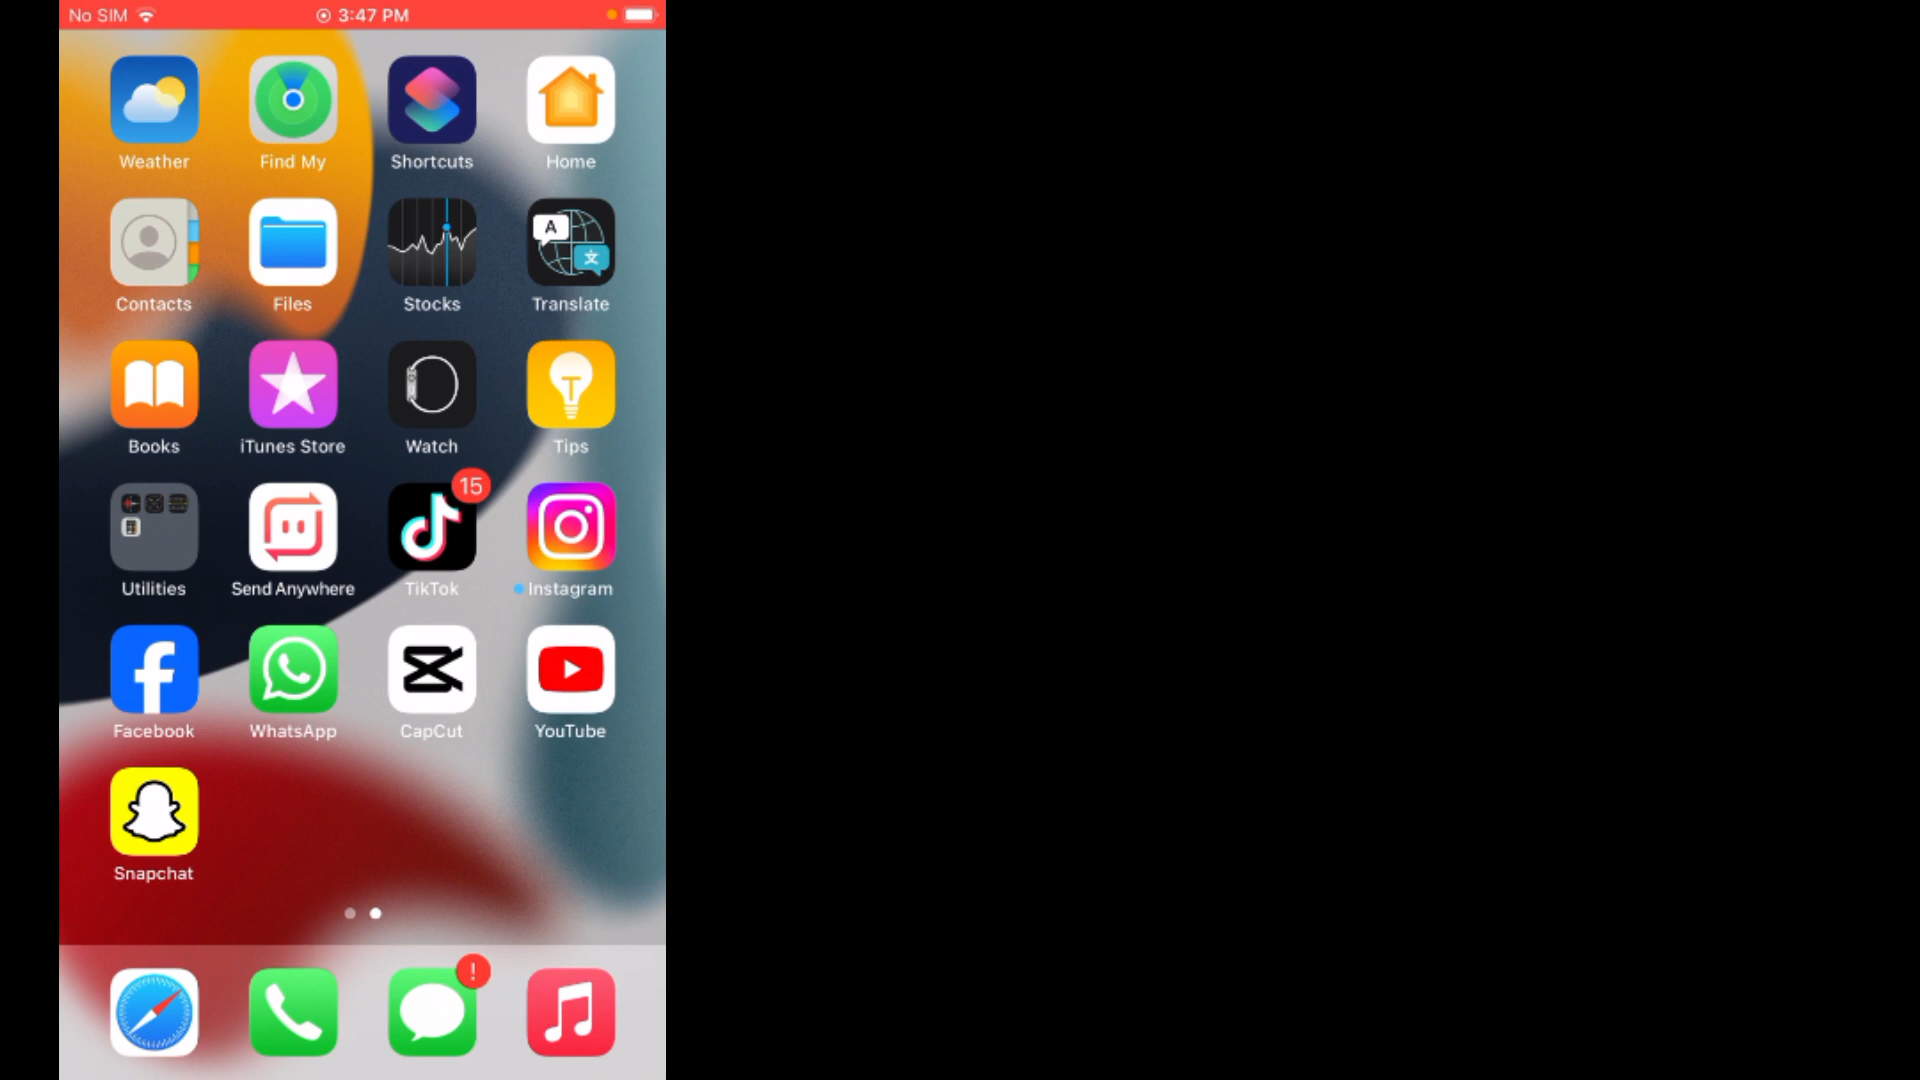 No SIM 3:47 PM
Weather Find My Shortcuts Home
A 文
Contacts Files Stocks Translate
Books iTunes Store Watch Tips
15
Utilities Send Anywhere TikTok Instagram
Facebook WhatsApp CapCut YouTube
Snapchat
!